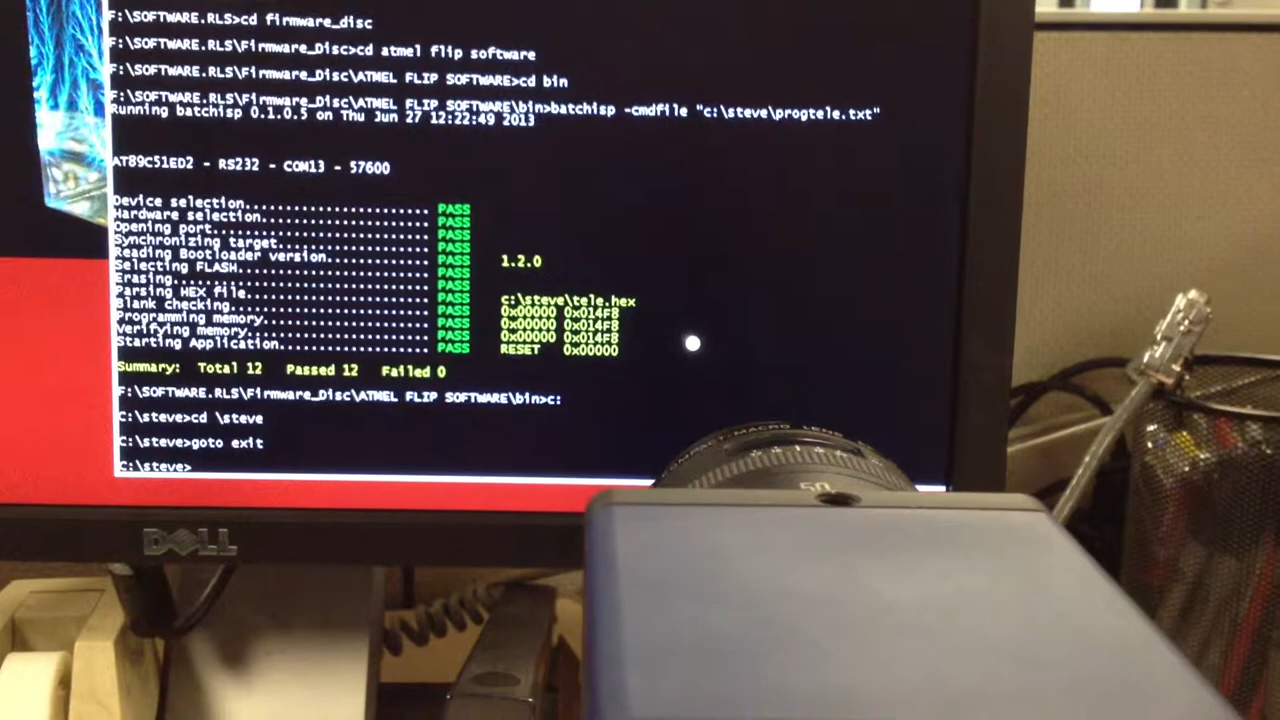 F:\SOFTWARE.RLS>cd firmware_disc
F:\SOFTWARE.RLS\Firmware_Disc>cd atmel flip software
F:\SOFTWARE.RLS\Firmware_Disc\ATMEL FLIP SOFTWARE>cd bin
F:\SOFTWARE.RLS\Firmware_Disc\ATMEL FLIP SOFTWARE\bin>batchisp -cmdfile "c:\steve\progtele.txt"
Running batchisp 0.1.0.5 on Thu Jun 27 12:22:49 2013
AT89C51ED2 - RS232 - COM13 - 57600
Device selection....................... PASS
Hardware selection..................... PASS
Opening port........................... PASS
Synchronizing target................... PASS
Reading Bootloader version............. PASS 1.2.0
Selecting FLASH........................ PASS
Erasing................................ PASS
Parsing HEX file....................... PASS c:\steve\tele.hex
Blank checking......................... PASS 0x00000 0x014F8
Programming memory..................... PASS 0x00000 0x014F8
Verifying memory....................... PASS 0x00000 0x014F8
Starting Application................... PASS RESET 0x00000
Summary: Total 12 Passed 12 Failed 0
F:\SOFTWARE.RLS\Firmware_Disc\ATMEL FLIP SOFTWARE\bin>c:
C:\steve>cd \steve
C:\steve>goto exit
C:\steve>
MACRO LENS
50
DELL